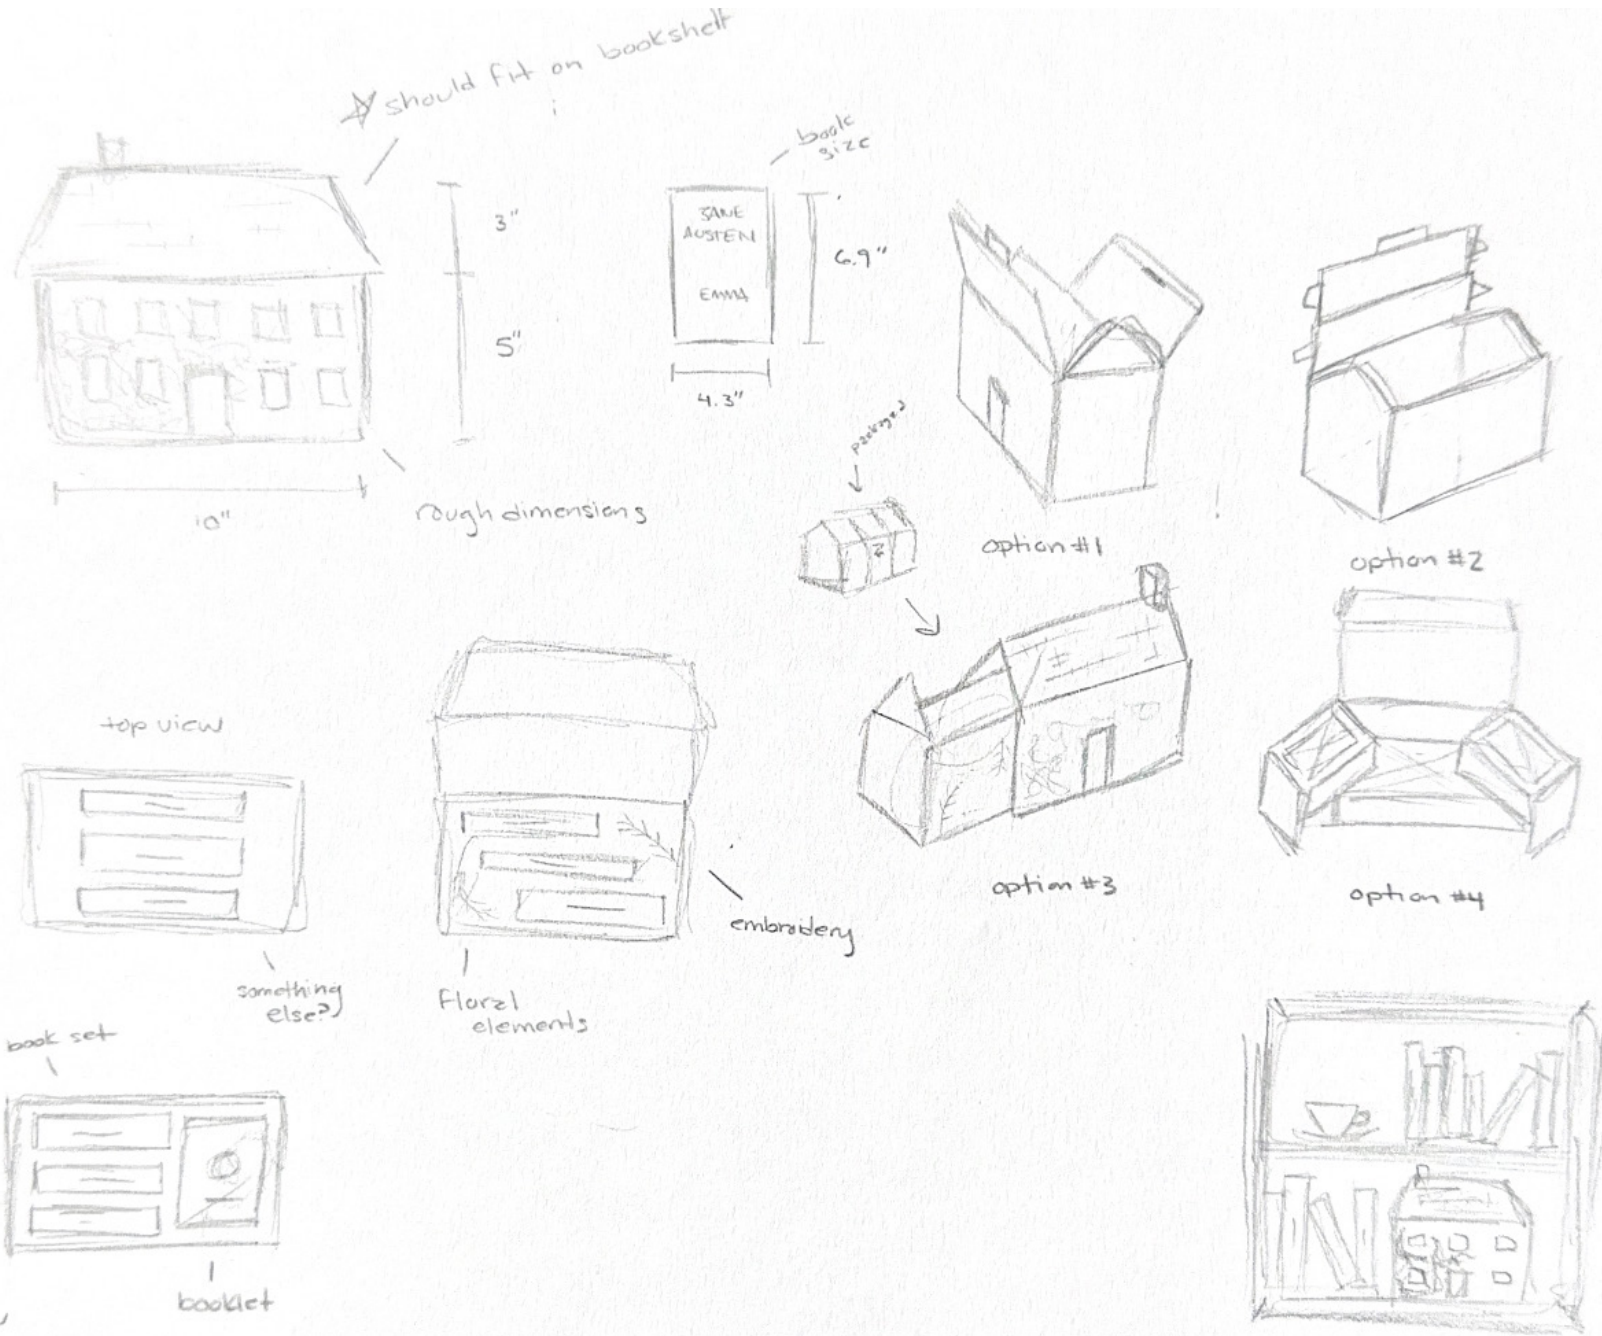 should fit on bookshelf
book
size
3"
5"
10"
rough dimensions
JANE
AUSTEN
EMMA
6.9"
4.3"
packaged
option #1
option #2
option #3
option #4
top view
something
else?
Floral
elements
embroidery
book set
booklet